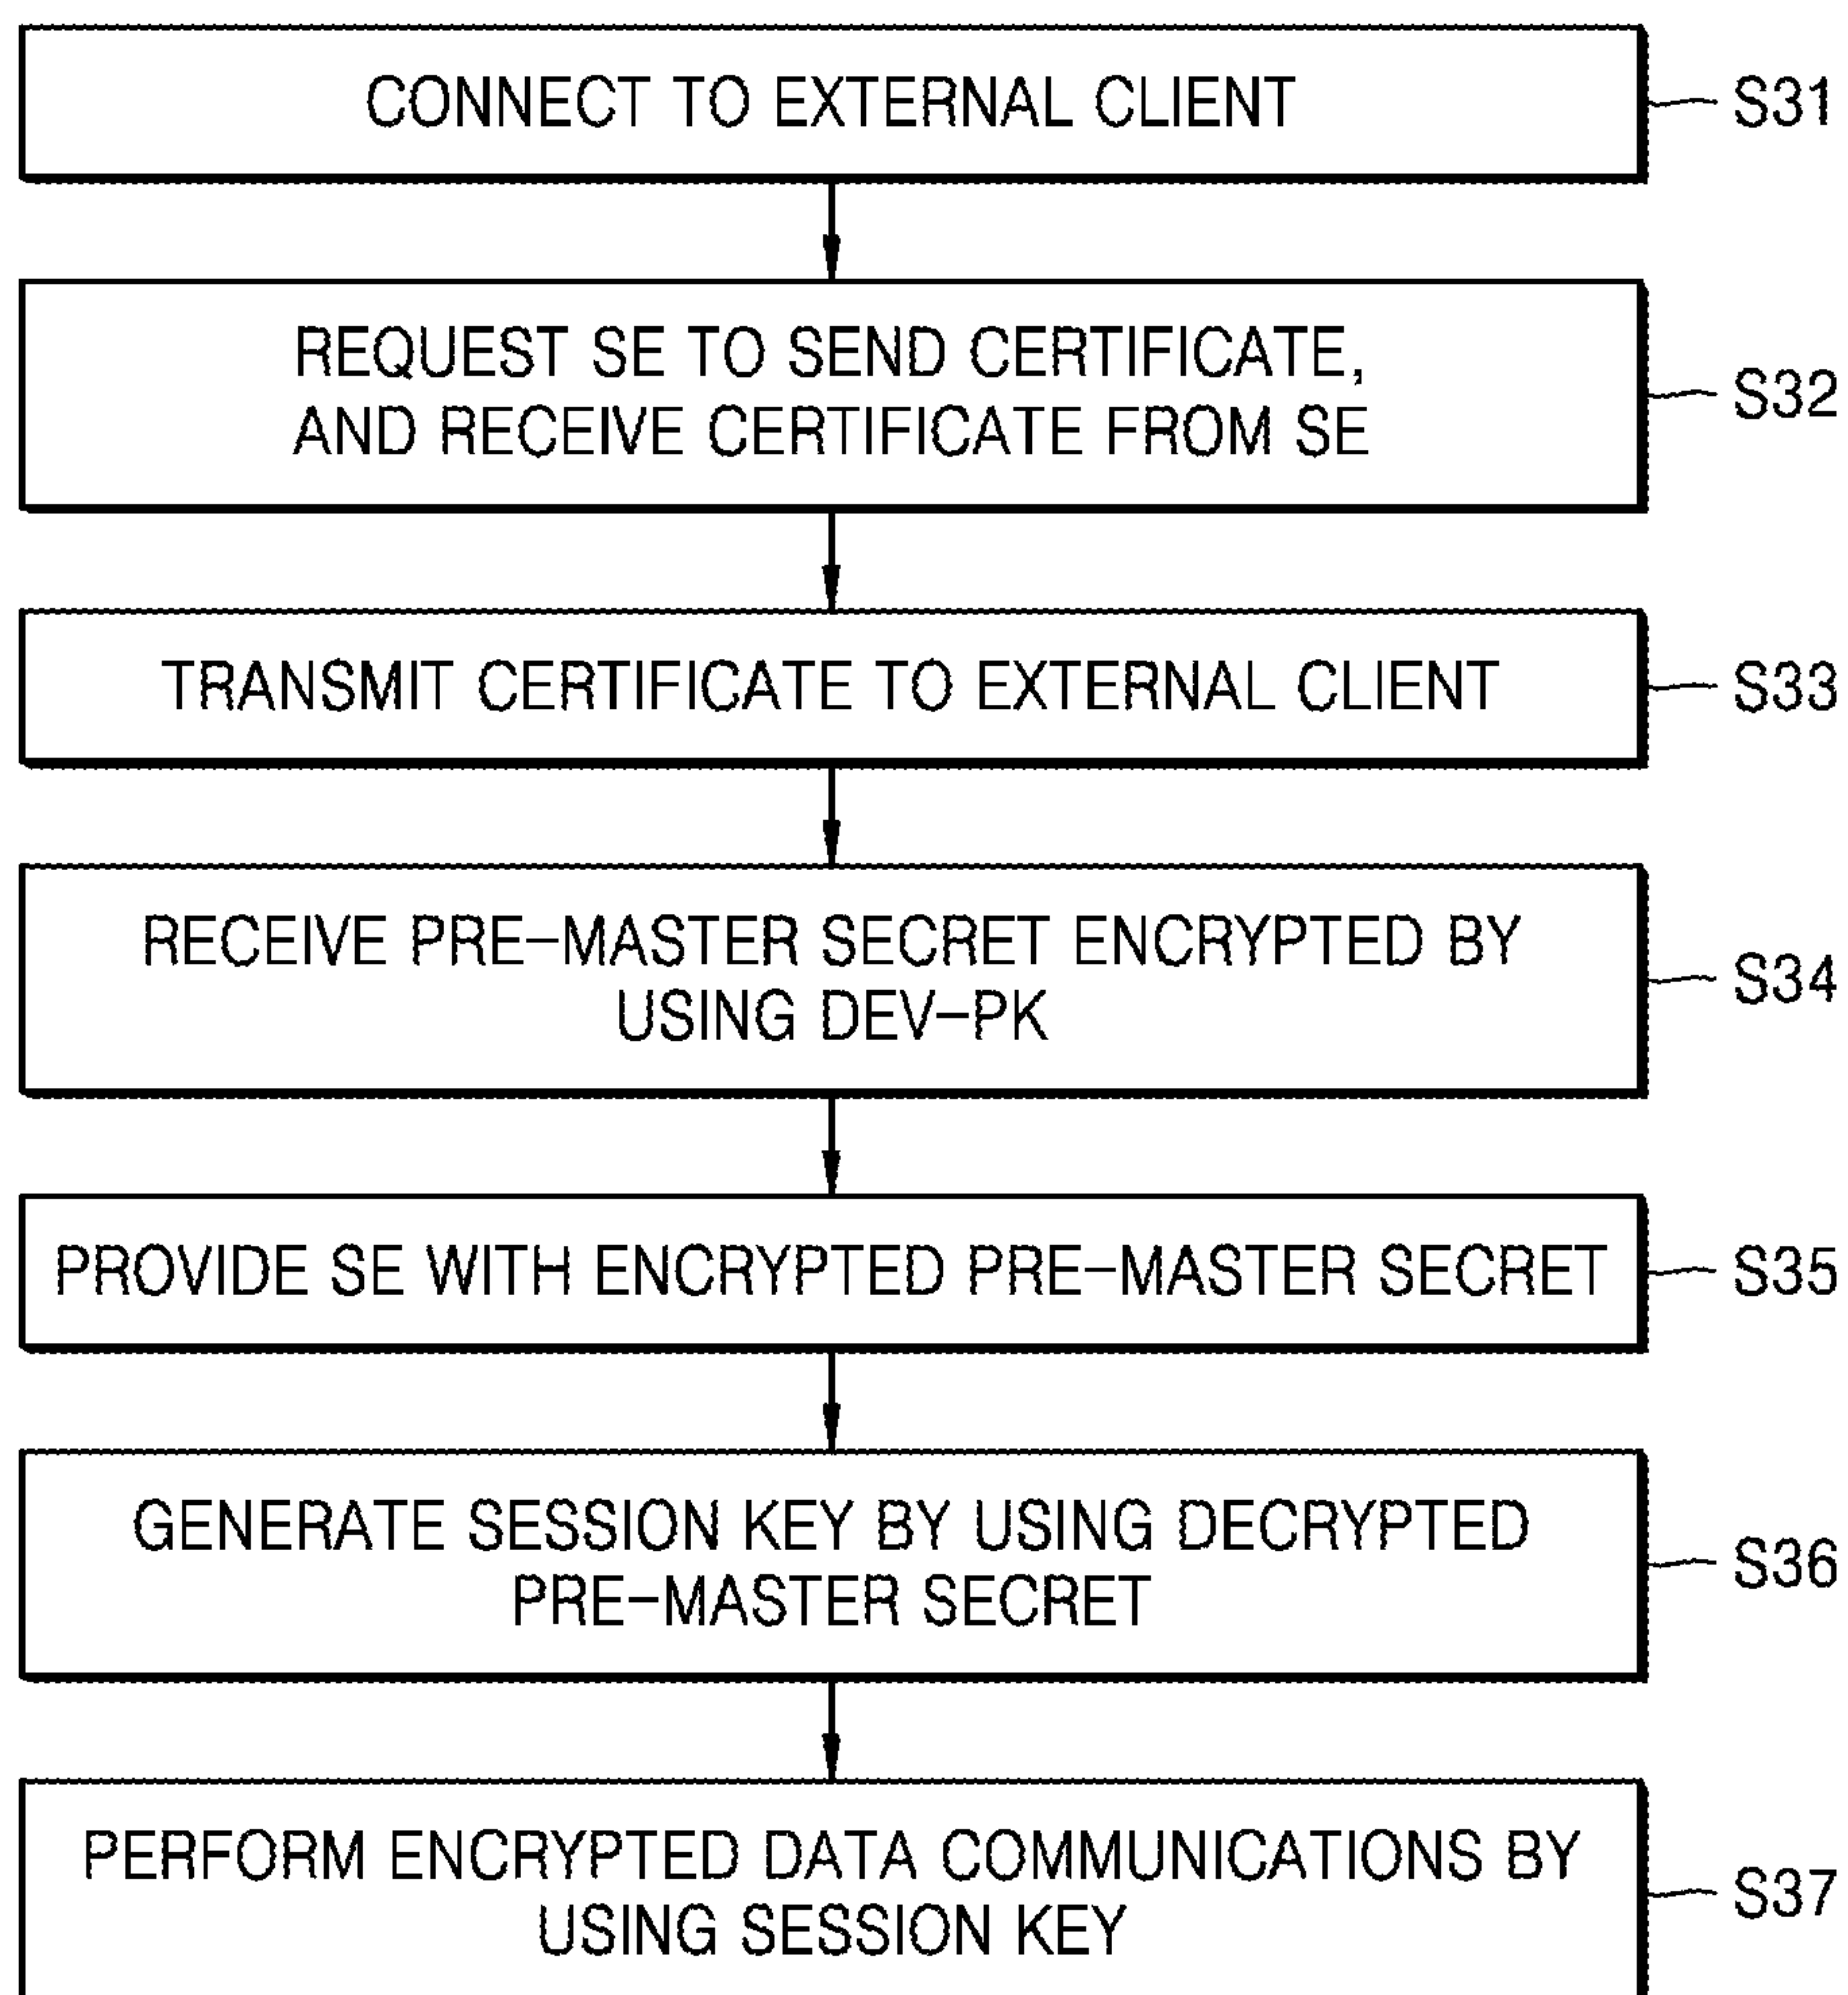 CONNECT TO EXTERNAL CLIENT
S31
REQUEST SE TO SEND CERTIFICATE,
AND RECEIVE CERTIFICATE FROM SE
S32
TRANSMIT CERTIFICATE TO EXTERNAL CLIENT
S33
RECEIVE PRE-MASTER SECRET ENCRYPTED BY
USING DEV-PK
S34
PROVIDE SE WITH ENCRYPTED PRE-MASTER SECRET
S35
GENERATE SESSION KEY BY USING DECRYPTED
PRE-MASTER SECRET
S36
PERFORM ENCRYPTED DATA COMMUNICATIONS BY
USING SESSION KEY
S37